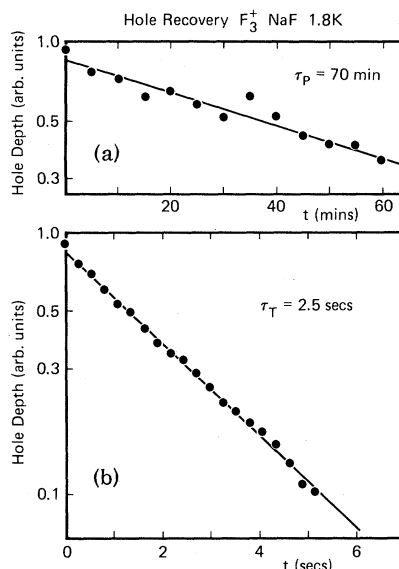 Hole Recovery F₃⁺ NaF 1.8K
Hole Depth (arb. units)
1.0
0.5
0.3
τP = 70 min
(a)
20
40
60
t (mins)
Hole Depth (arb. units)
1.0
0.5
0.3
0.1
τT = 2.5 secs
(b)
0
2
4
6
t (secs)